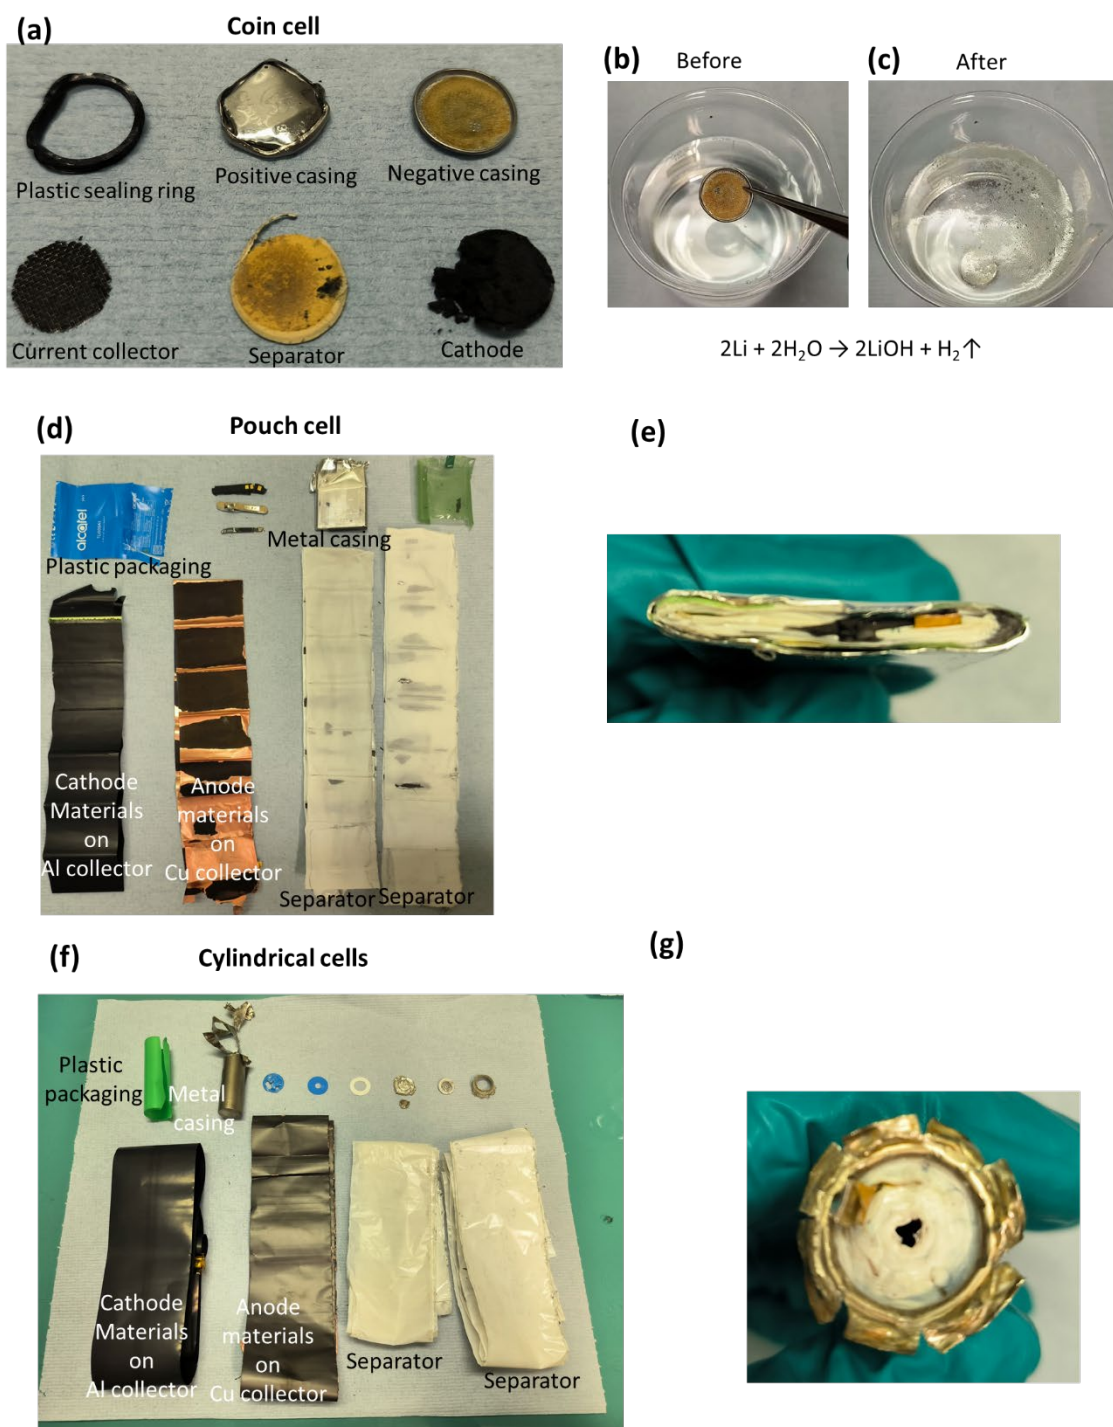 (a)
Coin cell
Plastic sealing ring
Positive casing
Negative casing
Current collector
Separator
Cathode
(b)
Before
(c)
After
2Li + 2H₂O → 2LiOH + H₂↑
(d)
Pouch cell
alcatel
Plastic packaging
Metal casing
Cathode
Materials
on
Al collector
Anode
materials
on
Cu collector
Separator
Separator
(e)
(f)
Cylindrical cells
Plastic
packaging
Metal
casing
Cathode
Materials
on
Al collector
Anode
materials
on
Cu collector
Separator
Separator
(g)